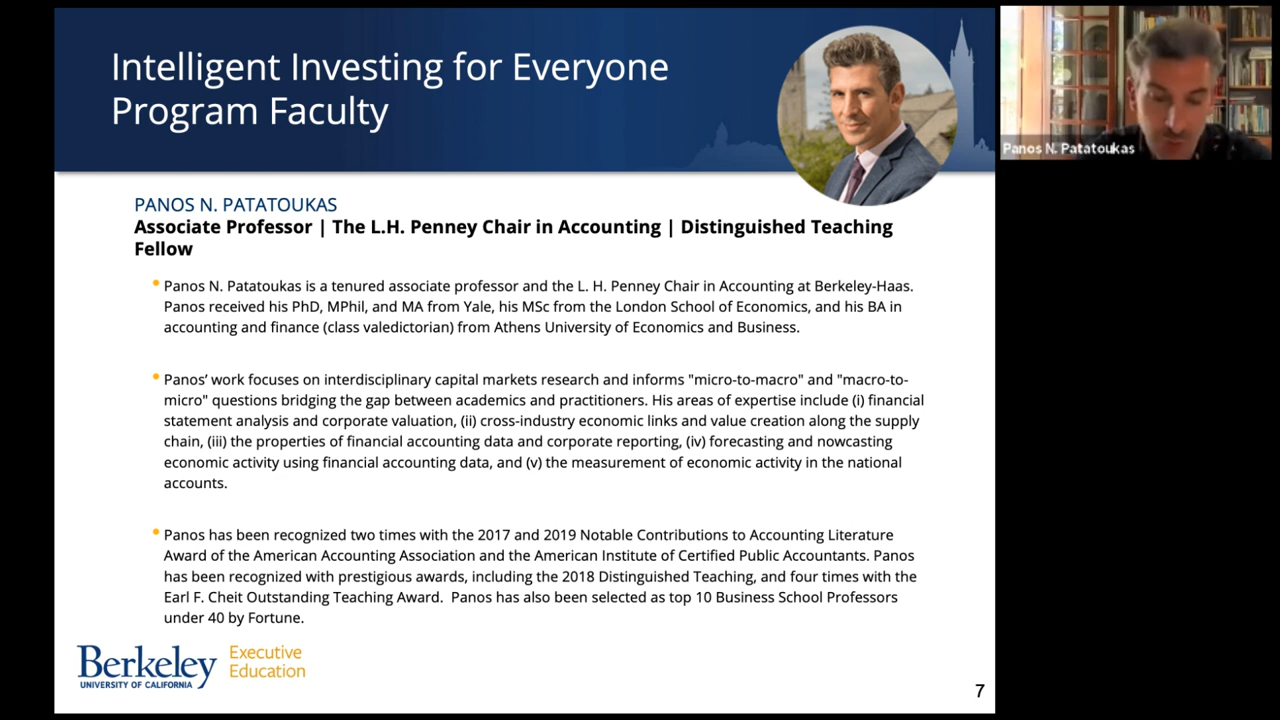 Intelligent Investing for Everyone
Program Faculty
Panos N. Patatoukas
PANOS N. PATATOUKAS
Associate Professor | The L.H. Penney Chair in Accounting | Distinguished Teaching
Fellow
Panos N. Patatoukas is a tenured associate professor and the L. H. Penney Chair in Accounting at Berkeley-Haas.
Panos received his PhD, MPhil, and MA from Yale, his MSc from the London School of Economics, and his BA in
accounting and finance (class valedictorian) from Athens University of Economics and Business.
Panos’ work focuses on interdisciplinary capital markets research and informs "micro-to-macro" and "macro-to-
micro" questions bridging the gap between academics and practitioners. His areas of expertise include (i) financial
statement analysis and corporate valuation, (ii) cross-industry economic links and value creation along the supply
chain, (iii) the properties of financial accounting data and corporate reporting, (iv) forecasting and nowcasting
economic activity using financial accounting data, and (v) the measurement of economic activity in the national
accounts.
Panos has been recognized two times with the 2017 and 2019 Notable Contributions to Accounting Literature
Award of the American Accounting Association and the American Institute of Certified Public Accountants. Panos
has been recognized with prestigious awards, including the 2018 Distinguished Teaching, and four times with the
Earl F. Cheit Outstanding Teaching Award. Panos has also been selected as top 10 Business School Professors
under 40 by Fortune.
Berkeley
UNIVERSITY OF CALIFORNIA
Executive
Education
7